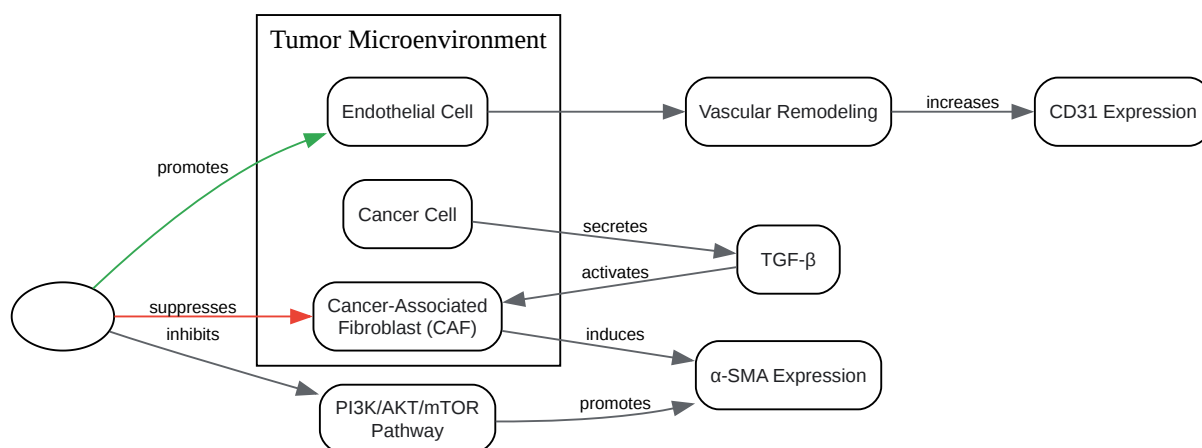 Tumor Microenvironment
Endothelial Cell
Vascular Remodeling
increases
CD31 Expression
promotes
Cancer Cell
secretes
TGF-β
activates
suppresses
Cancer-Associated
Fibroblast (CAF)
inhibits
induces
α-SMA Expression
PI3K/AKT/mTOR
Pathway
promotes